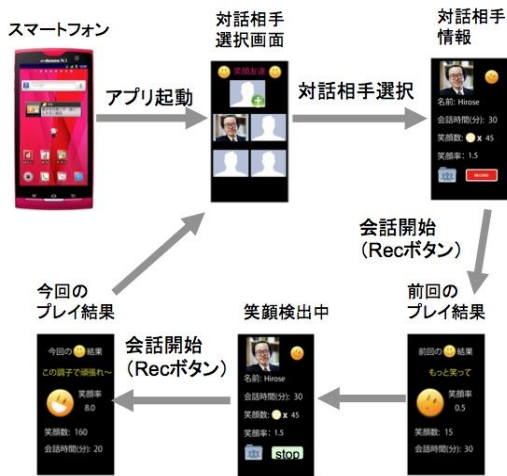 スマートフォン
アプリ起動
対話相手
選択画面
笑顔友達
対話相手選択
対話相手
情報
名前: Hirose
会話時間(分): 30
笑顔数: x 45
笑顔率: 1.5
RECORD
会話開始
(Recボタン)
前回の
プレイ結果
前回の 結果
もっと笑って
笑顔率
0.5
笑顔数: 15
会話時間(分): 30
笑顔検出中
名前: Hirose
会話時間(分): 30
笑顔数: x 45
笑顔率: 1.5
stop
会話開始
(Recボタン)
今回の
プレイ結果
今回の 結果
この調子で頑張れ～
笑顔率
8.0
笑顔数: 160
会話時間(分): 20